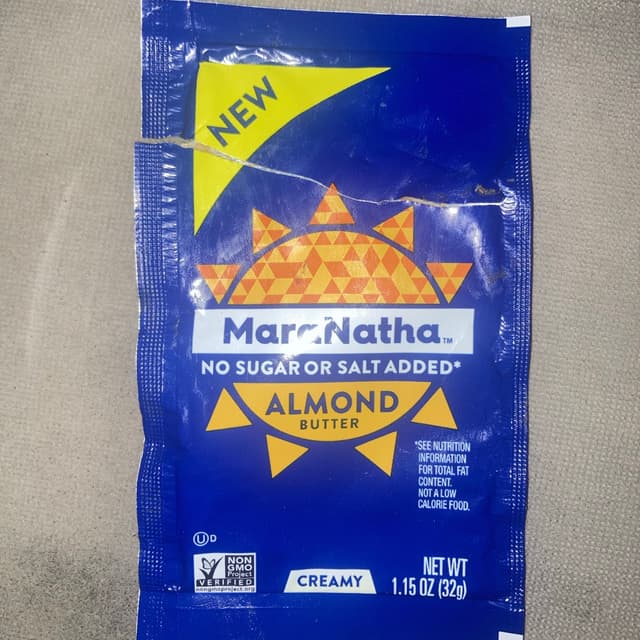 NEW
MaraNatha™
NO SUGAR OR SALT ADDED*
ALMOND
BUTTER
*SEE NUTRITION
INFORMATION
FOR TOTAL FAT
CONTENT.
NOT A LOW
CALORIE FOOD.
U D
NON
GMO
Project
VERIFIED
nongmoproject.org
CREAMY
NET WT
1.15 OZ (32g)